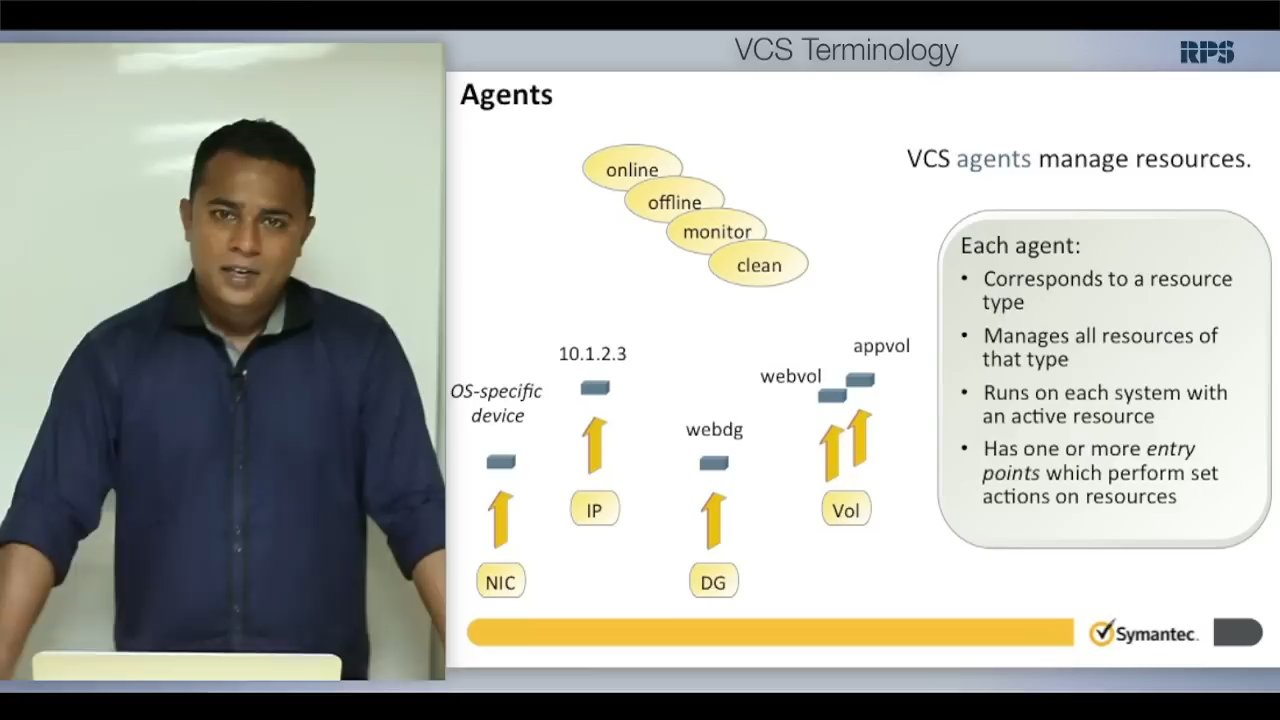 VCS Terminology
RPS
Agents
online
offline
monitor
clean
VCS agents manage resources.
Each agent:
• Corresponds to a resource
type
• Manages all resources of
that type
• Runs on each system with
an active resource
• Has one or more entry
points which perform set
actions on resources
10.1.2.3
appvol
OS-specific
device
webvol
webdg
IP
Vol
NIC
DG
Symantec.